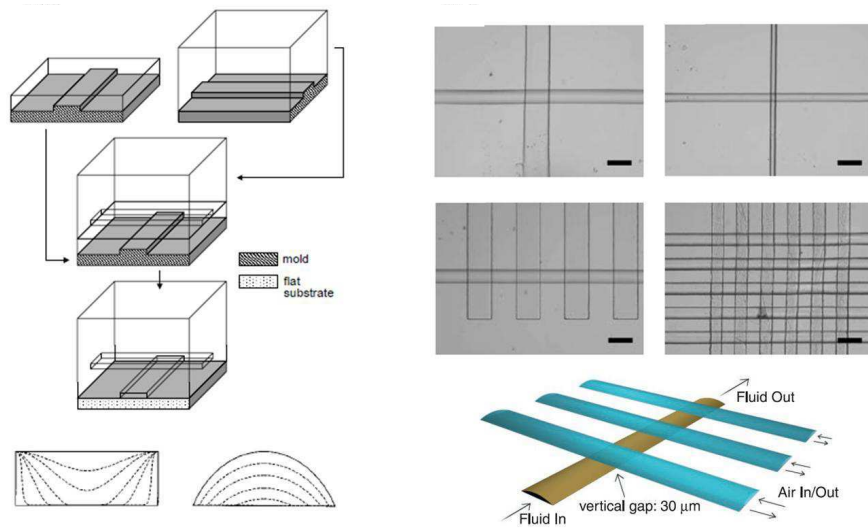 mold
flat
substrate
Fluid Out
Air In/Out
vertical gap: 30 μm
Fluid In